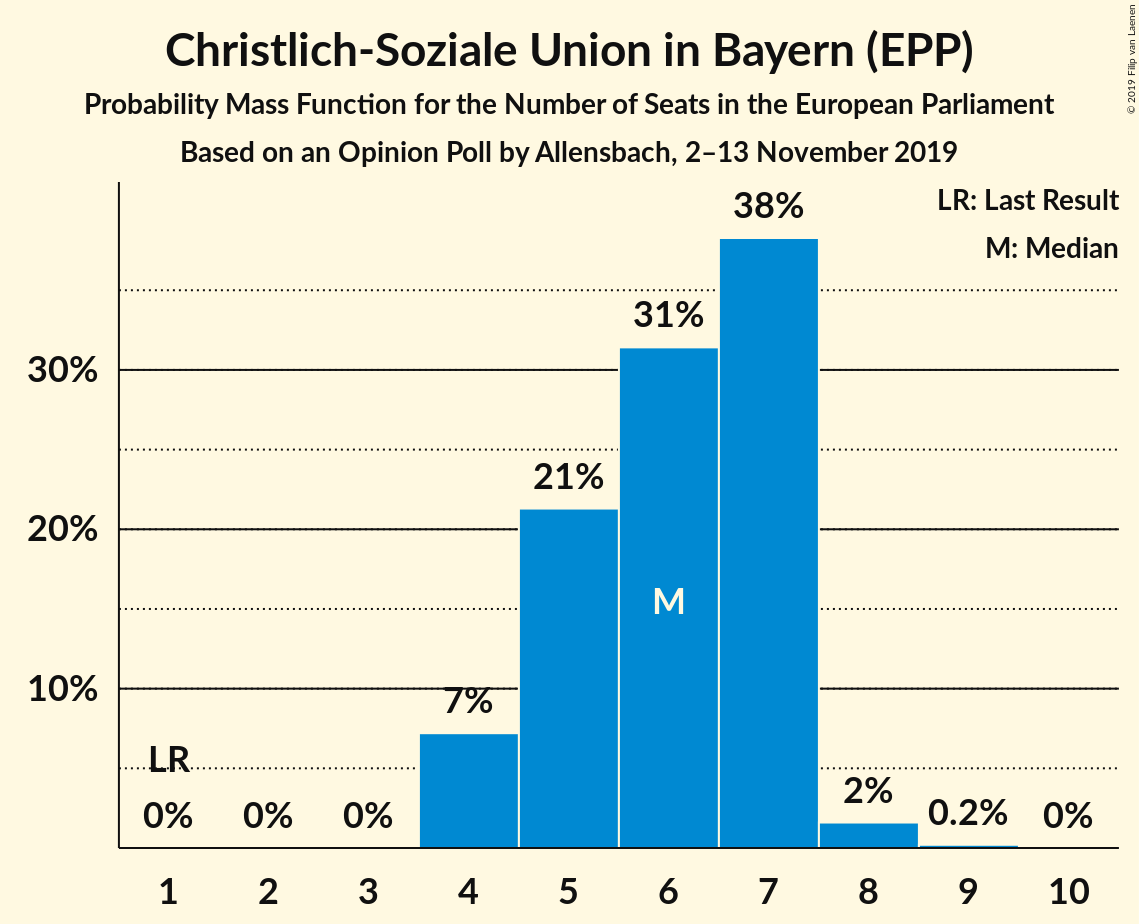 Christlich-Soziale Union in Bayern (EPP)
Probability Mass Function for the Number of Seats in the European Parliament
Based on an Opinion Poll by Allensbach, 2–13 November 2019
© 2019 Filip van Laenen
LR: Last Result
M: Median
38%
31%
30%
21%
20%
M
10%
7%
LR
2%
0%
0%
0%
0.2%
0%
1 2 3 4 5 6 7 8 9 10